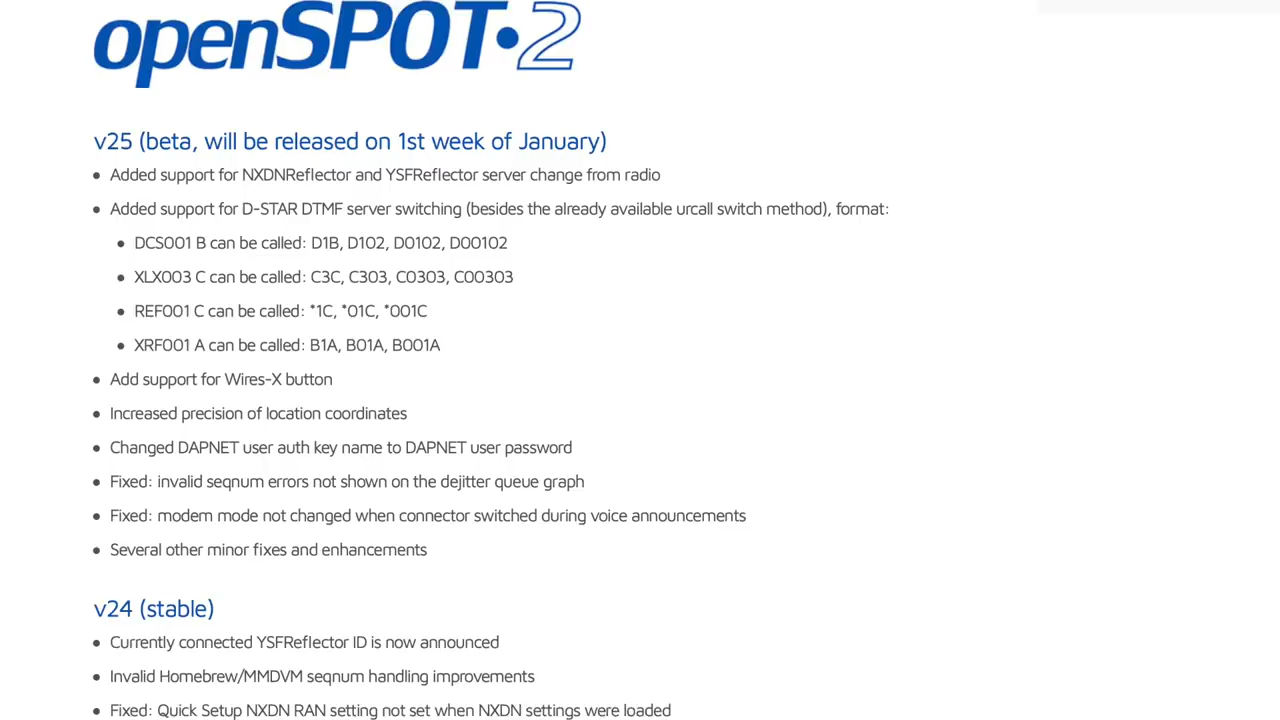 openSPOT•2
v25 (beta, will be released on 1st week of January)
• Added support for NXDNReflector and YSFReflector server change from radio
• Added support for D-STAR DTMF server switching (besides the already available urcall switch method), format:
• DCS001 B can be called: D1B, D102, D0102, D00102
• XLX003 C can be called: C3C, C303, C0303, C00303
• REF001 C can be called: *1C, *01C, *001C
• XRF001 A can be called: B1A, B01A, B001A
• Add support for Wires-X button
• Increased precision of location coordinates
• Changed DAPNET user auth key name to DAPNET user password
• Fixed: invalid seqnum errors not shown on the dejitter queue graph
• Fixed: modem mode not changed when connector switched during voice announcements
• Several other minor fixes and enhancements
v24 (stable)
• Currently connected YSFReflector ID is now announced
• Invalid Homebrew/MMDVM seqnum handling improvements
• Fixed: Quick Setup NXDN RAN setting not set when NXDN settings were loaded